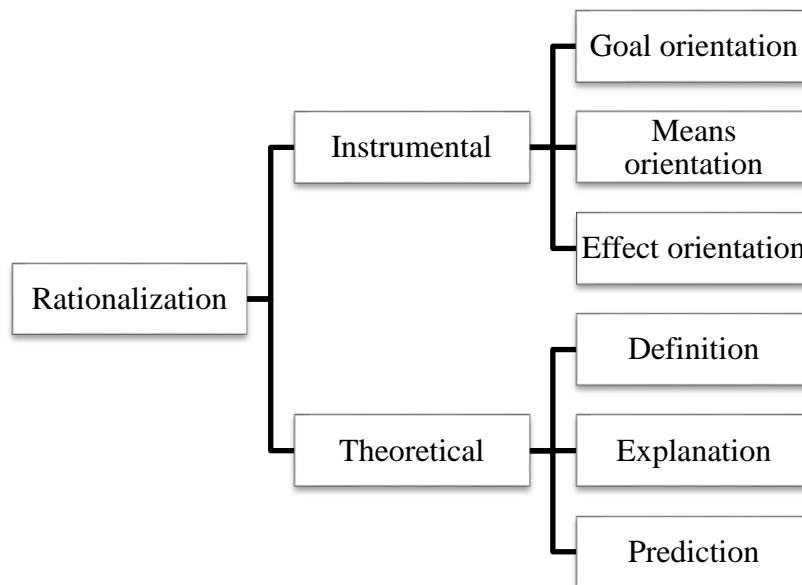 Goal orientation
Means
orientation
Instrumental
Effect orientation
Rationalization
Definition
Theoretical
Explanation
Prediction